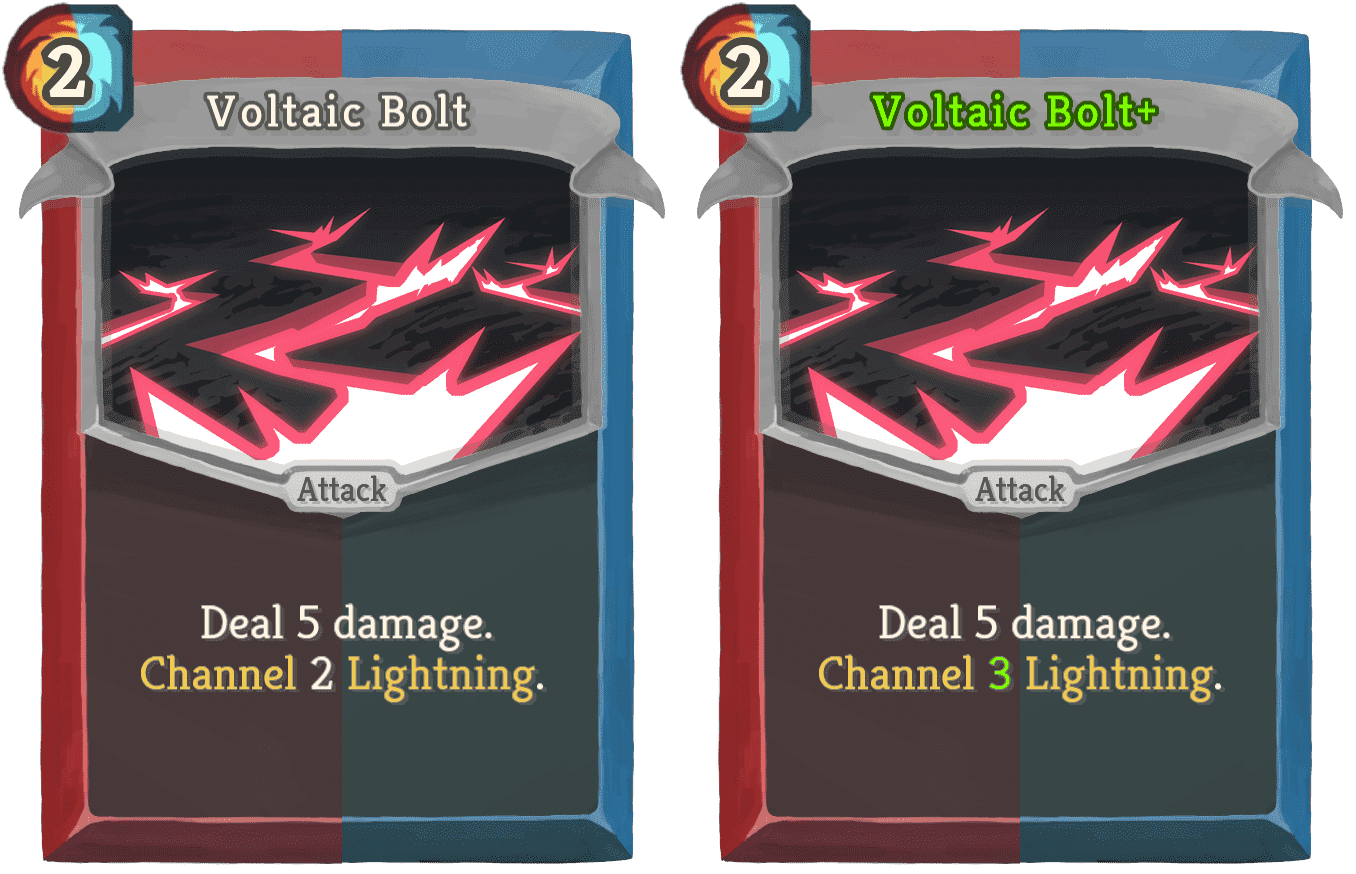 2
Voltaic Bolt
Attack
Deal 5 damage.
Channel 2 Lightning.
2
Voltaic Bolt+
Attack
Deal 5 damage.
Channel 3 Lightning.